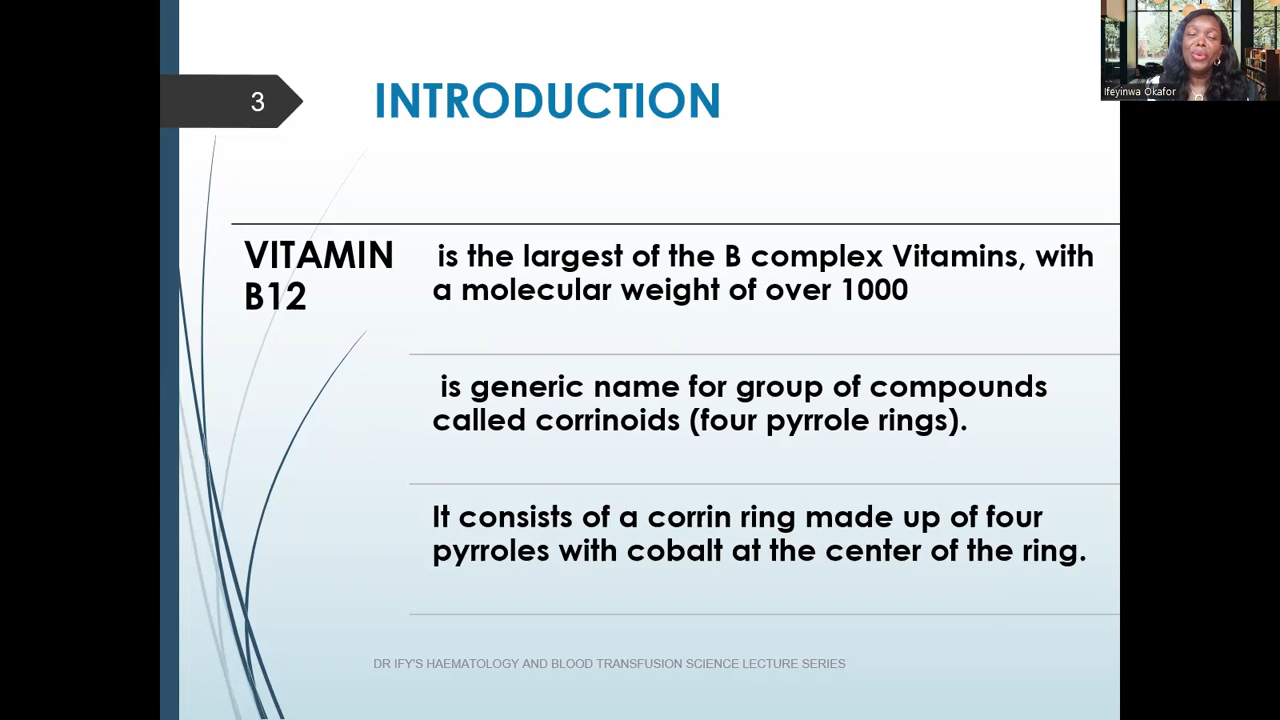 3
INTRODUCTION
Ifeyinwa Okafor
VITAMIN
B12
is the largest of the B complex Vitamins, with
a molecular weight of over 1000
is generic name for group of compounds
called corrinoids (four pyrrole rings).
It consists of a corrin ring made up of four
pyrroles with cobalt at the center of the ring.
DR IFY'S HAEMATOLOGY AND BLOOD TRANSFUSION SCIENCE LECTURE SERIES